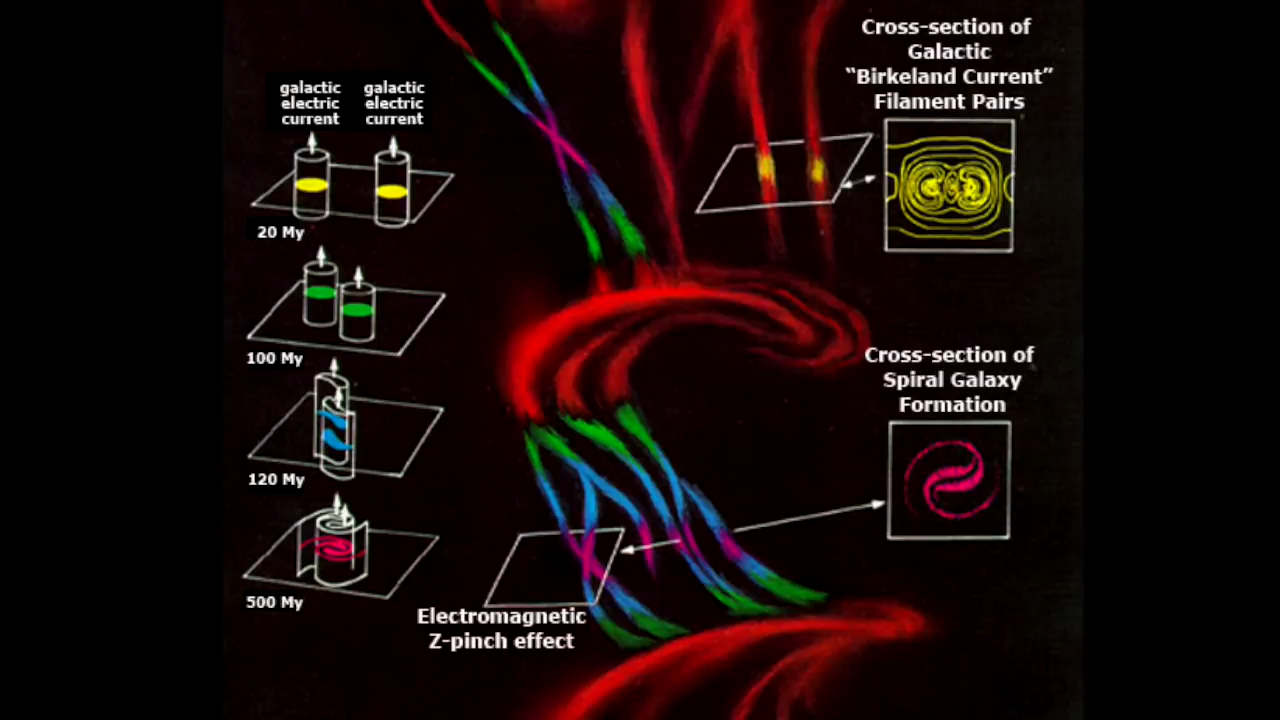 Cross-section of
Galactic
“Birkeland Current”
Filament Pairs
galactic
electric
current
galactic
electric
current
20 My
100 My
Cross-section of
Spiral Galaxy
Formation
120 My
500 My
Electromagnetic
Z-pinch effect